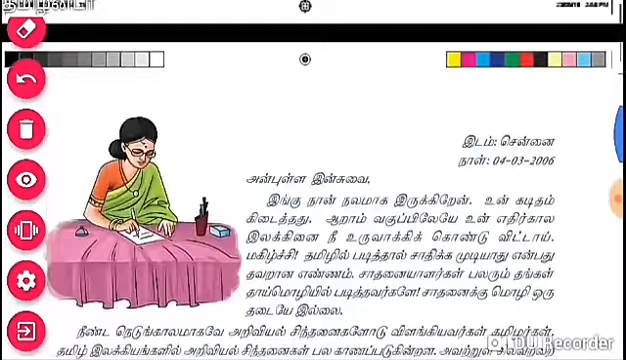 இடம்: சென்னை
நாள்: 04-03-2006
அன்புள்ள இன்சுவை,
இங்கு நான் நலமாக இருக்கிறேன். உன் கடிதம்
கிடைத்தது. ஆறாம் வகுப்பிலேயே உன் எதிர்கால
இலக்கினை நீ உருவாக்கிக் கொண்டு விட்டாய்.
மகிழ்ச்சி! தமிழில் படித்தால் சாதிக்க முடியாது என்பது
தவறான எண்ணம். சாதனையாளர்கள் பலரும் தங்கள்
தாய்மொழியில் படித்தவர்களே! சாதனைக்கு மொழி ஒரு
தடையே இல்லை.
நீண்ட நெடுங்காலமாகவே அறிவியல் சிந்தனைகளோடு விளங்கியவர்கள் தமிழர்கள்.
தமிழ் இலக்கியங்களில் அறிவியல் சிந்தனைகள் பல காணப்படுகின்றன. அவற்றுள் சிலவற்றை
DU Recorder